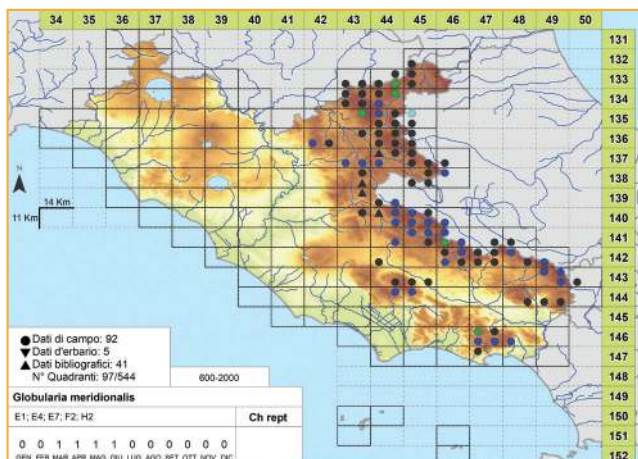 34 35 36 37 38 39 40 41 42 43 44 45 46 47 48 49 50
131
132
133
134
135
136
137
138
139
140
141
142
143
144
145
146
147
148
149
150
151
152
N
14 Km
11 Km
Dati di campo: 92
Dati d'erbario: 5
Dati bibliografici: 41
N° Quadranti: 97/544
600-2000
Globularia meridionalis
E1; E4; E7; F2; H2
Ch rept
0 0 1 1 1 1 0 0 0 0 0 0
GEN FEB MAR APR MAG GIU LUG AGO SET OTT NOV DIC